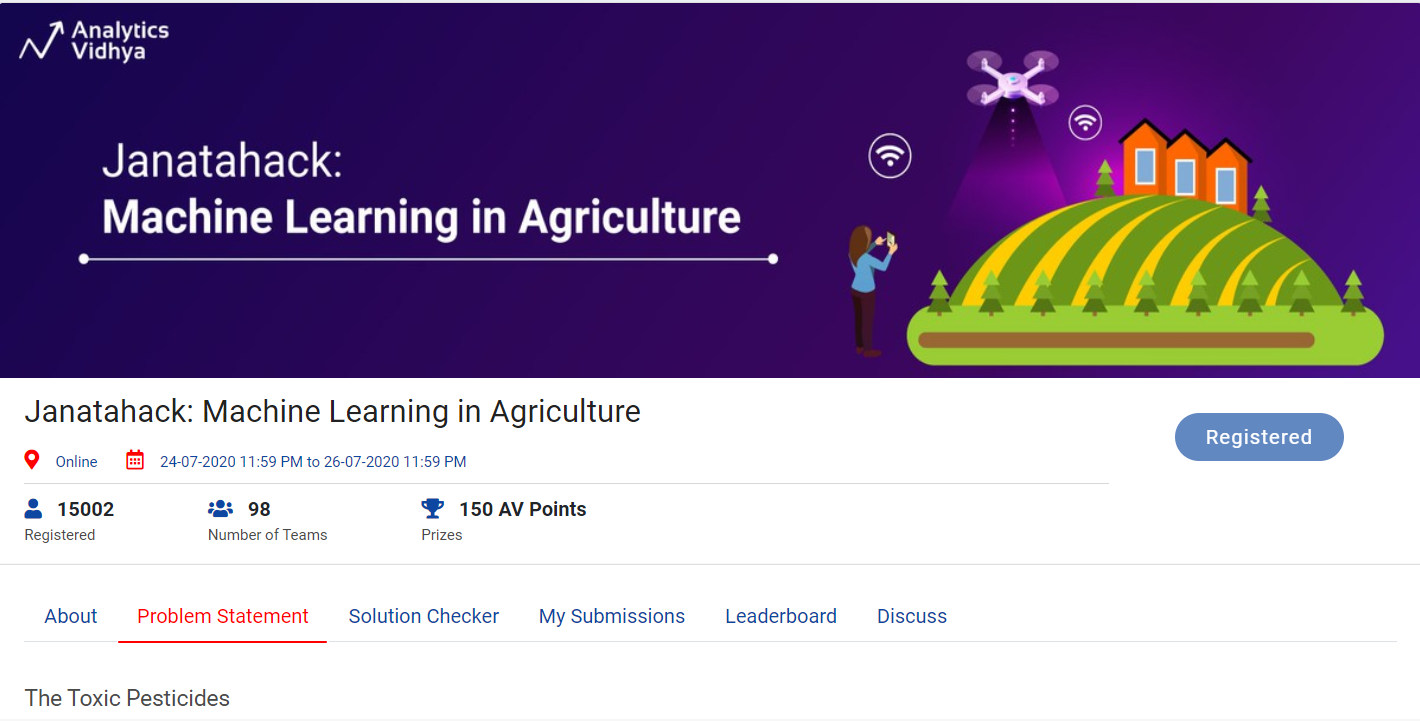 Analytics
Vidhya
Janatahack:
Machine Learning in Agriculture
Janatahack: Machine Learning in Agriculture
Registered
Online 24-07-2020 11:59 PM to 26-07-2020 11:59 PM
15002 98 150 AV Points
Registered Number of Teams Prizes
About Problem Statement Solution Checker My Submissions Leaderboard Discuss
The Toxic Pesticides